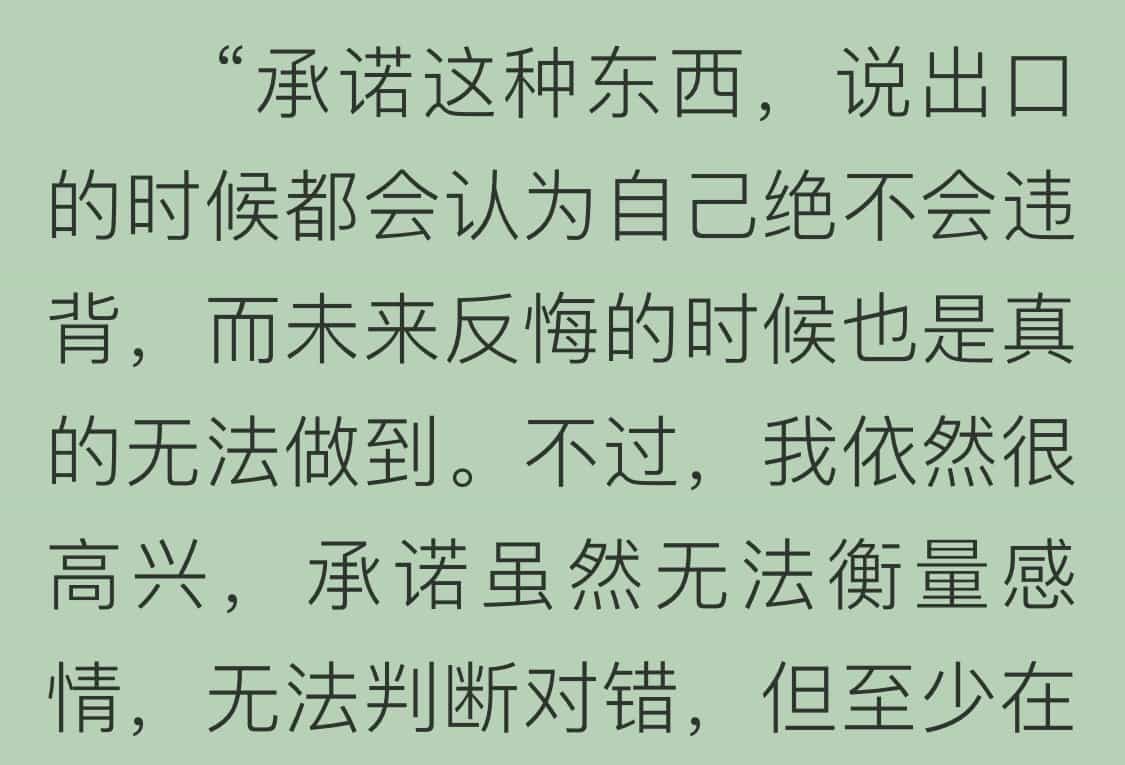 “承诺这种东西，说出口
的时候都会认为自己绝不会违
背，而未来反悔的时候也是真
的无法做到。不过，我依然很
高兴，承诺虽然无法衡量感
情，无法判断对错，但至少在